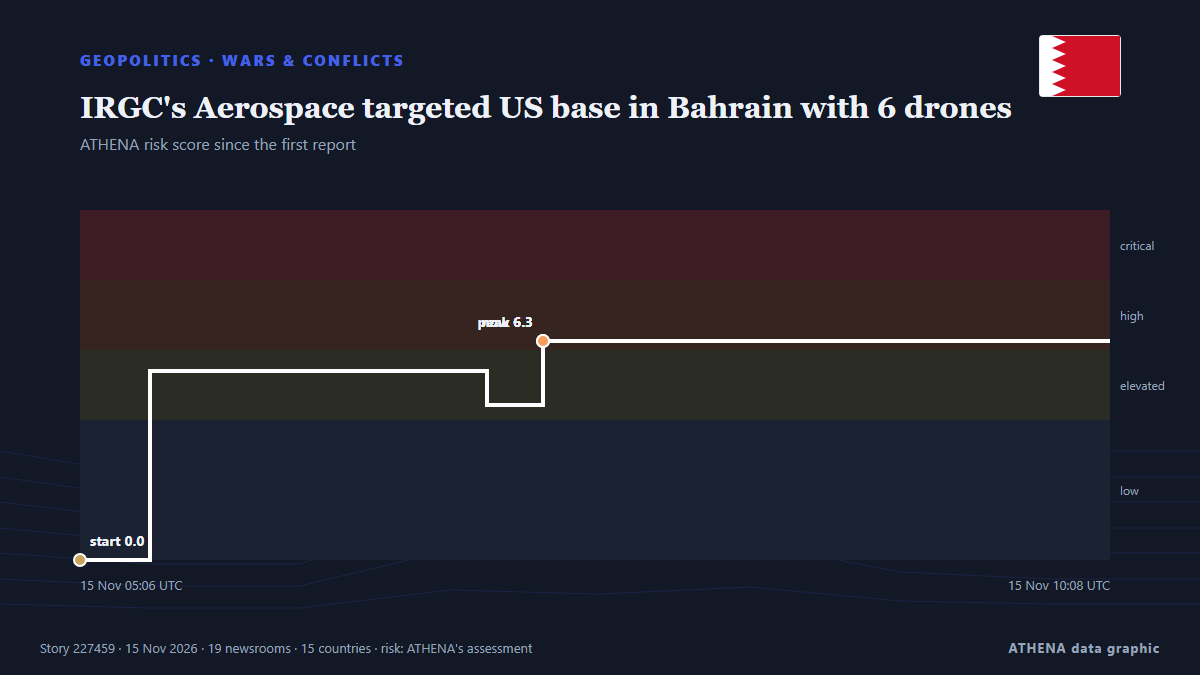 GEOPOLITICS · WARS & CONFLICTS
IRGC's Aerospace targeted US base in Bahrain with 6 drones
ATHENA risk score since the first report
critical
high
elevated
low
peak 6.3
start 0.0
15 Nov 05:06 UTC
15 Nov 10:08 UTC
Story 227459 · 15 Nov 2026 · 19 newsrooms · 15 countries · risk: ATHENA's assessment
ATHENA data graphic